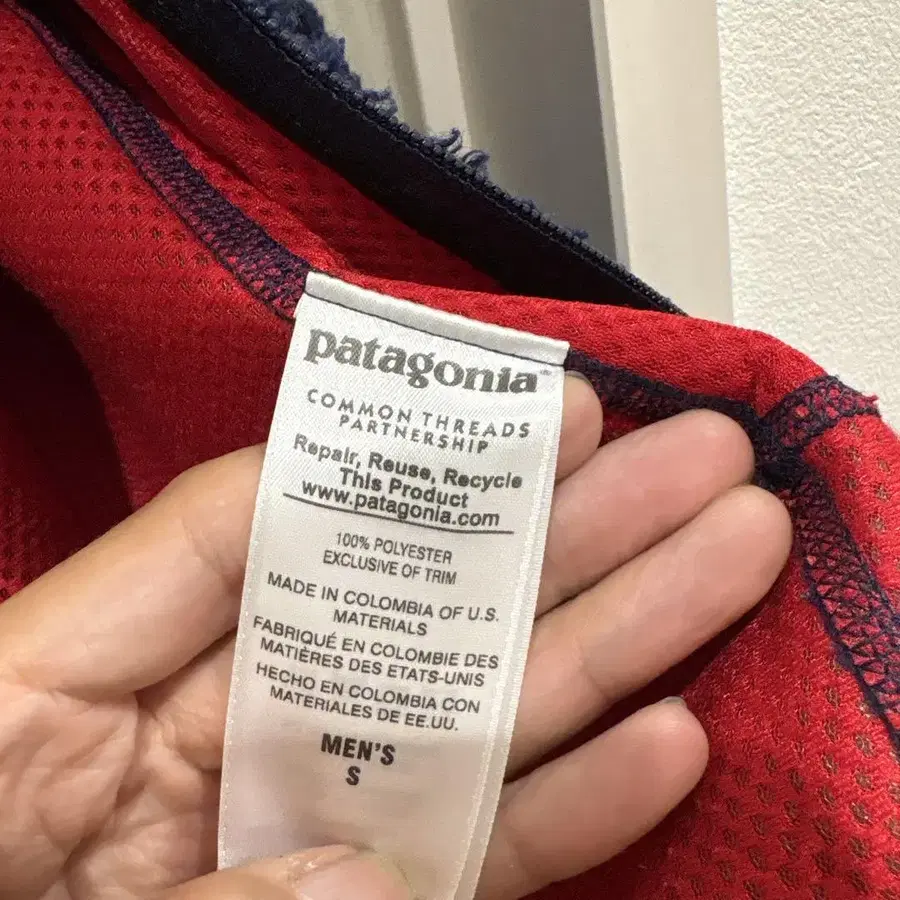 patagonia
COMMON THREADS
PARTNERSHIP
Repair, Reuse, Recycle
This Product
www.patagonia.com
100% POLYESTER
EXCLUSIVE OF TRIM
MADE IN COLOMBIA OF U.S.
MATERIALS
FABRIQUÉ EN COLOMBIE DES
MATIÈRES DES ETATS-UNIS
HECHO EN COLOMBIA CON
MATERIALES DE EE.UU.
MEN'S
S